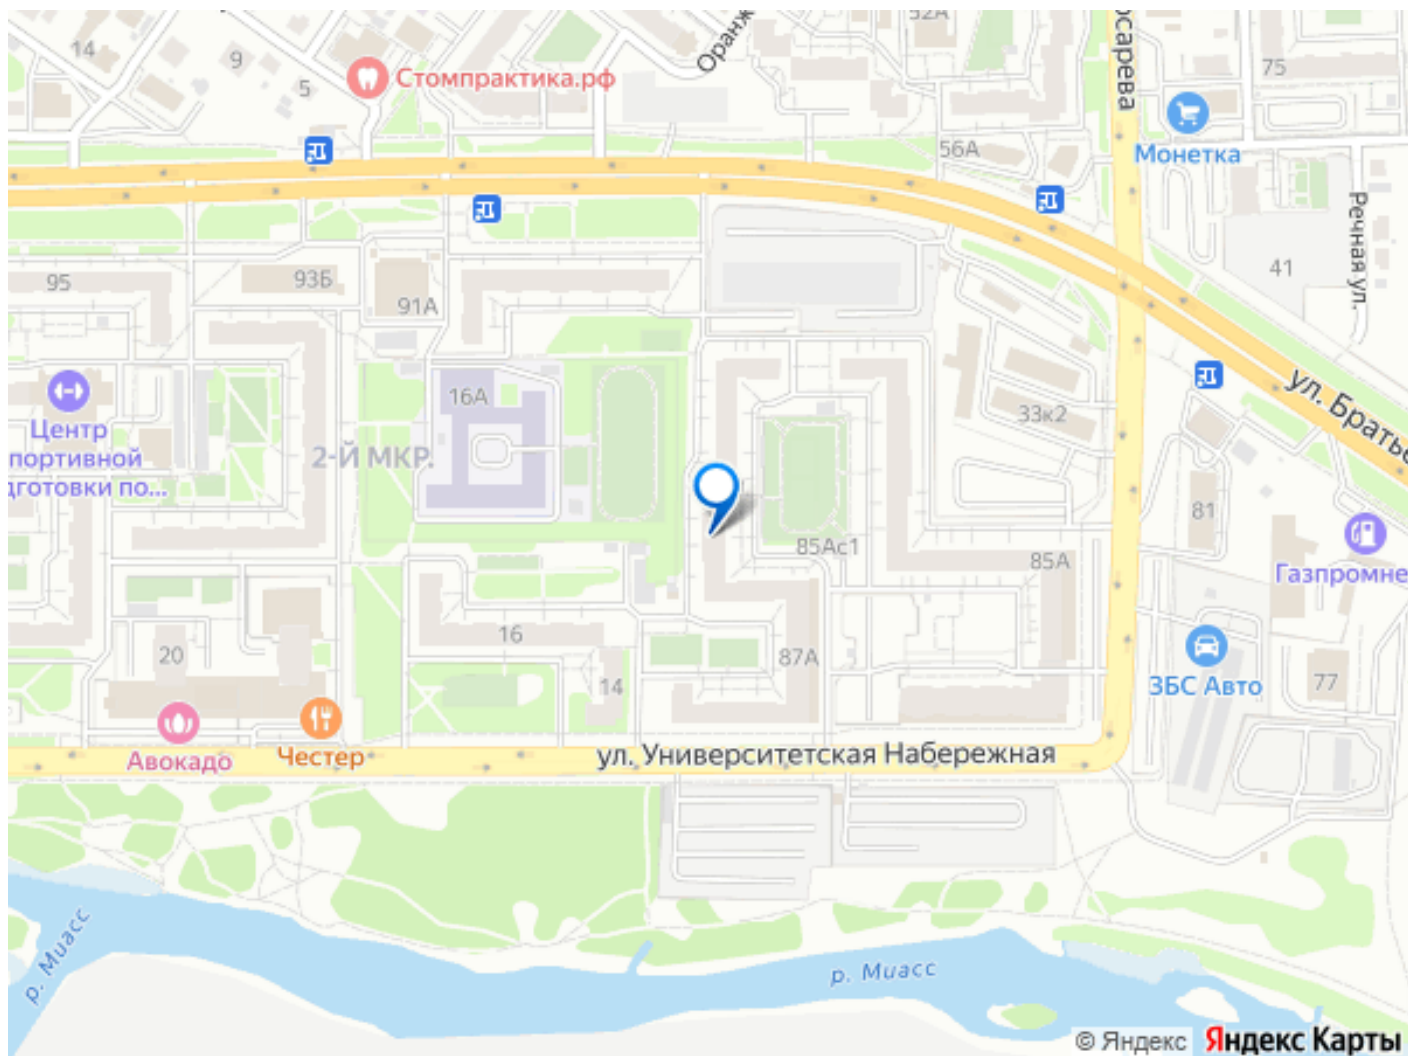 14
9
5
Стомпрактика.рф
Оранж
52А
осарева
75
Монетка
56А
Речная ул.
41
95
93Б
91А
16А
33к2
ул. Братье
Центр
портивной
дготовки по...
2-Й МКР.
81
Газпромне
85Ас1
85А
16
20
87А
14
77
ЗБС Авто
Авокадо
Честер
ул. Университетская Набережная
р. Миасс
р. Миасс
© Яндекс Яндекс Карты